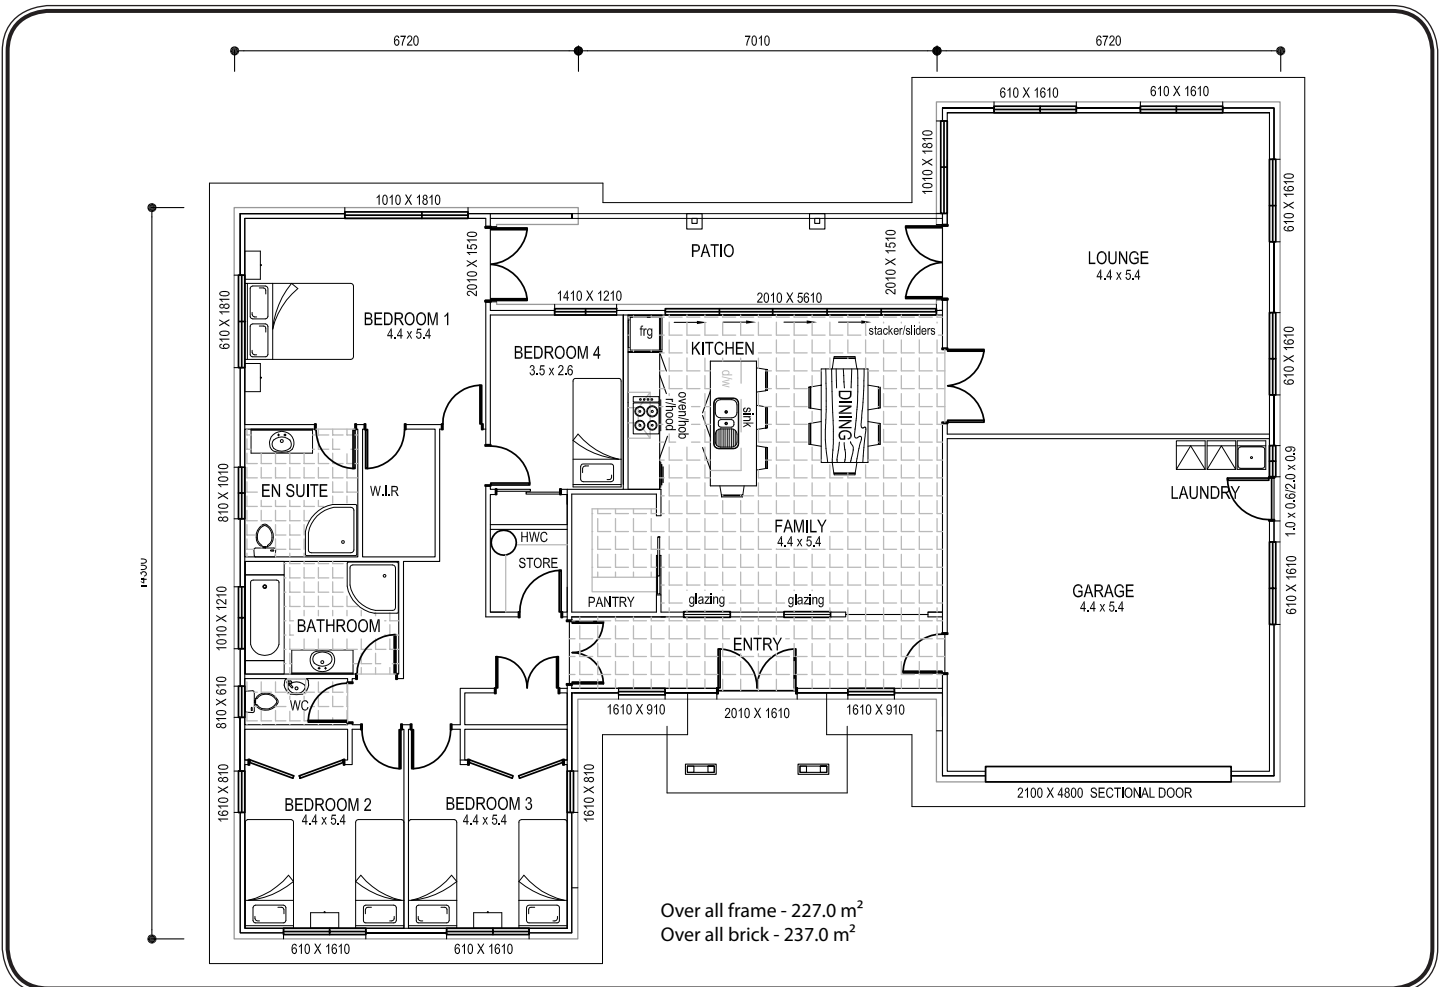 6720
7010
6720
610 X 1610
610 X 1610
1010 X 1810
1010 X 1810
610 X 1610
2010 X 1510
PATIO
2010 X 1510
LOUNGE
4.4 x 5.4
610 X 1810
1410 X 1210
2010 X 5610
BEDROOM 1
4.4 x 5.4
frg
stacker/sliders
BEDROOM 4
3.5 x 2.6
KITCHEN
610 X 1610
d/w
oven/hob
r/hood
sink
DINING
EN SUITE
W.I.R
810 X 1010
LAUNDRY
1.0 x 0.6/2.0 x 0.9
FAMILY
4.4 x 5.4
HWC
STORE
14300
PANTRY
glazing
glazing
GARAGE
4.4 x 5.4
610 X 1610
1010 X 1210
BATHROOM
ENTRY
810 X 610
WC
1610 X 910
2010 X 1610
1610 X 910
1610 X 810
BEDROOM 2
4.4 x 5.4
BEDROOM 3
4.4 x 5.4
1610 X 810
2100 X 4800 SECTIONAL DOOR
610 X 1610
610 X 1610
Over all frame - 227.0 m²
Over all brick - 237.0 m²